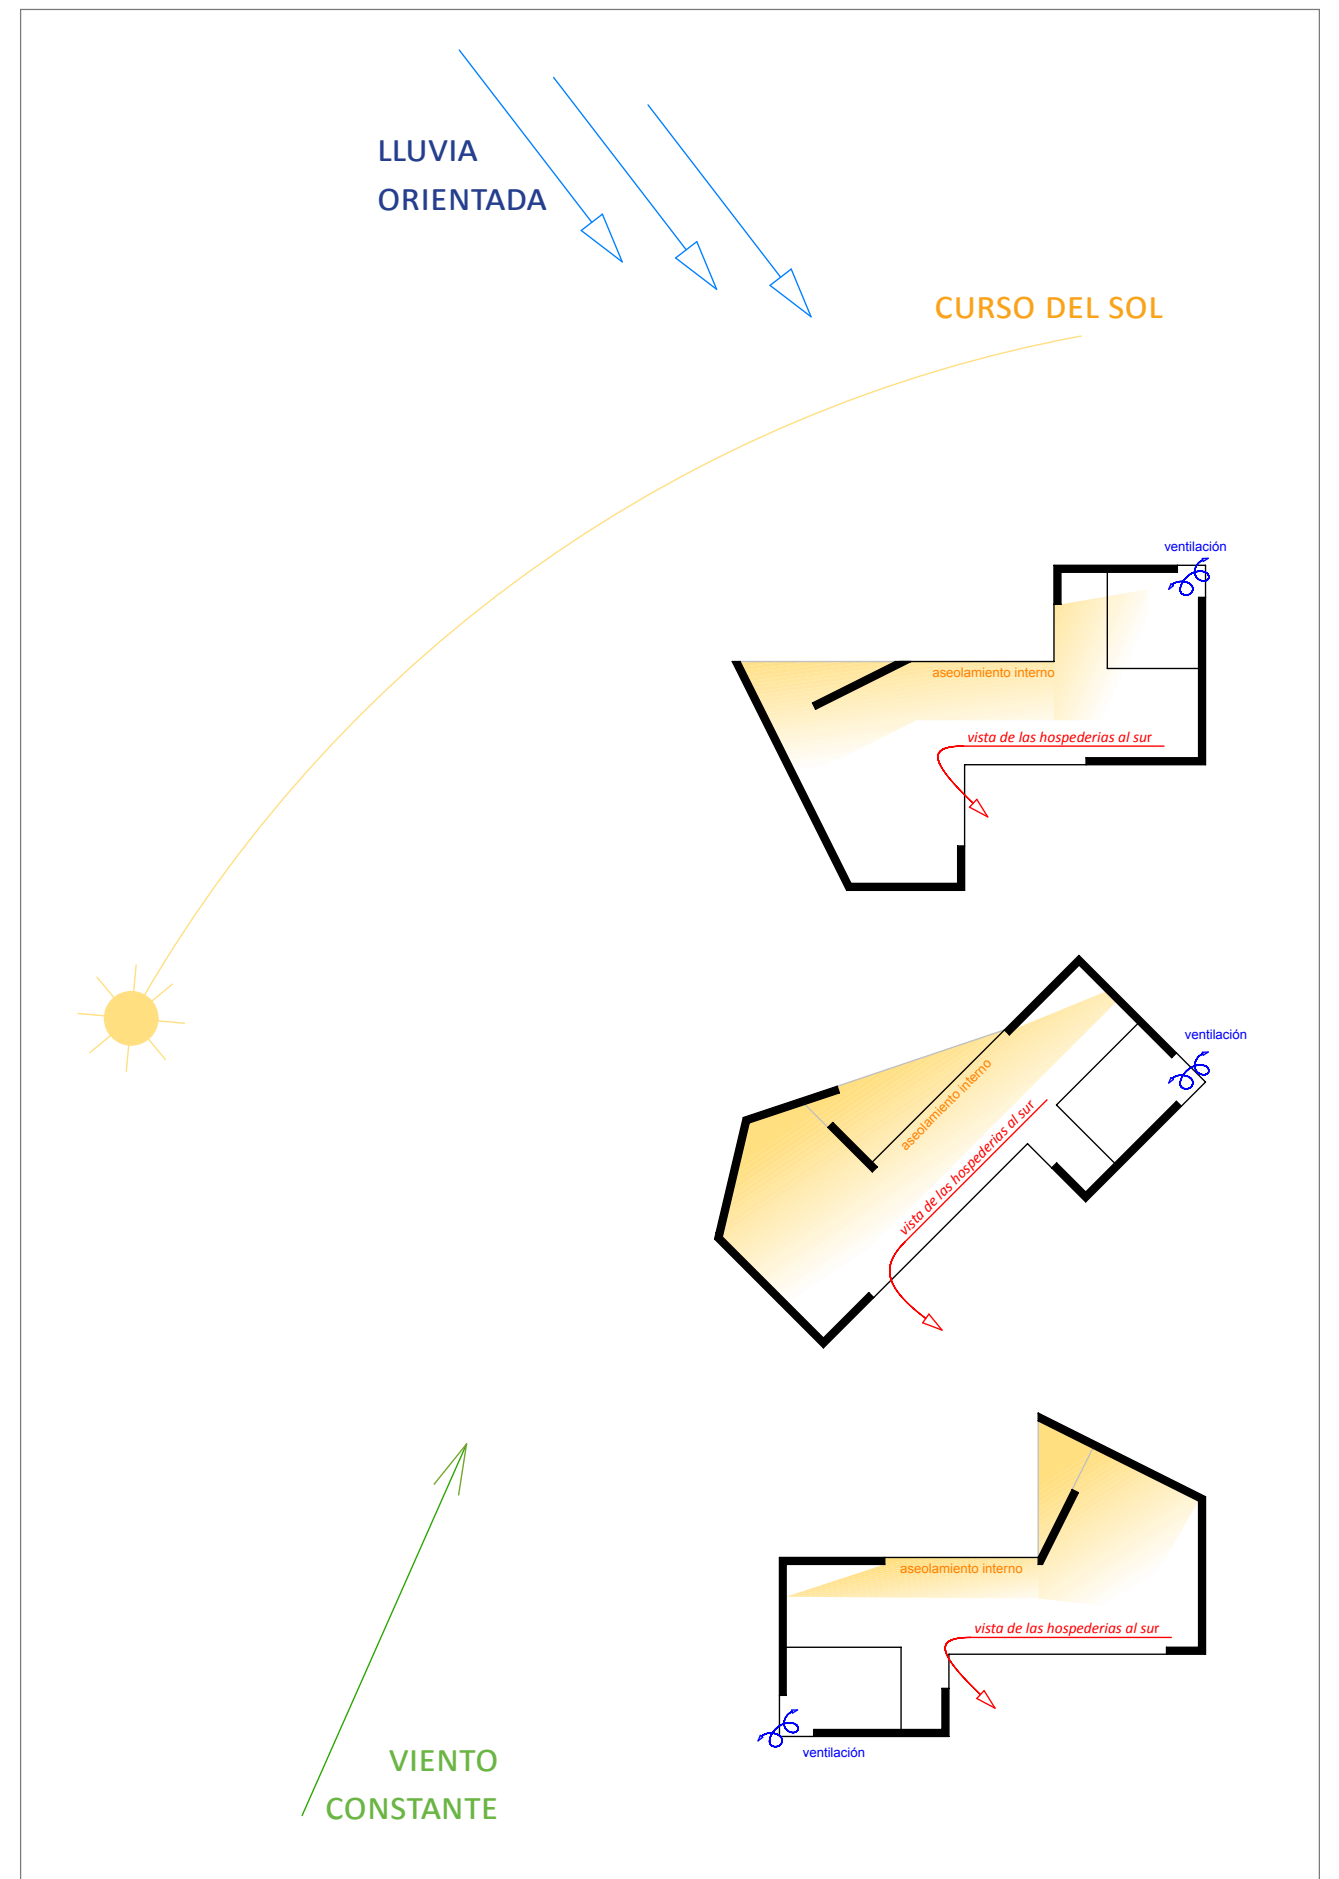 LLUVIA
ORIENTADA
CURSO DEL SOL
ventilación
aseolamiento interno
vista de las hospederias al sur
ventilación
aseolamiento interno
vista de las hospederias al sur
aseolamiento interno
vista de las hospederias al sur
ventilación
VIENTO
CONSTANTE